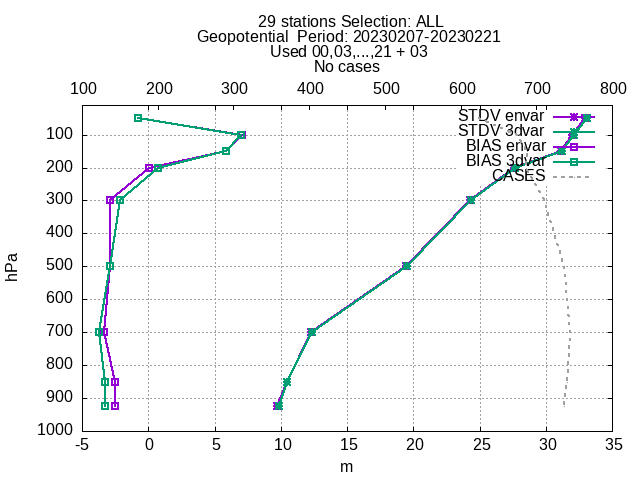 29 stations Selection: ALL
Geopotential  Period: 20230207-20230221
Used 00,03,...,21 + 03
No cases
100 200 300 400 500 600 700 800
STDV envar
STDV 3dvar
BIAS envar
BIAS 3dvar
CASES
100
200
300
400
500
600
700
800
900
1000
hPa
-5 0 5 10 15 20 25 30 35
m